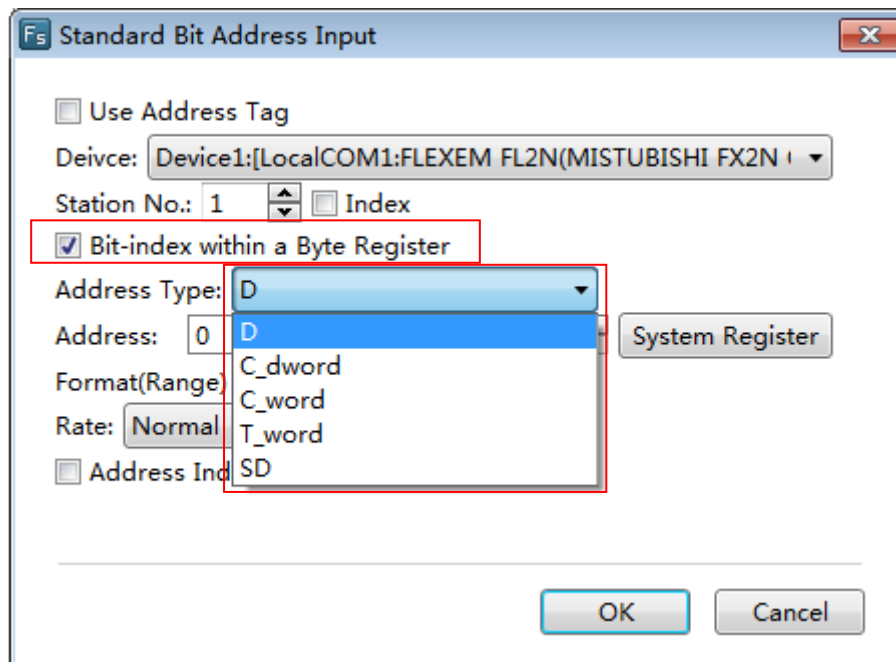 Fs Standard Bit Address Input
Use Address Tag
Deivce: Device1:[LocalCOM1:FLEXEM FL2N(MISTUBISHI FX2N
Station No.: 1 Index
Bit-index within a Byte Register
Address Type: D
Address: 0 D System Register
C_dword
Format(Range)
C_word
Rate: Normal T_word
Address Ind SD
OK Cancel